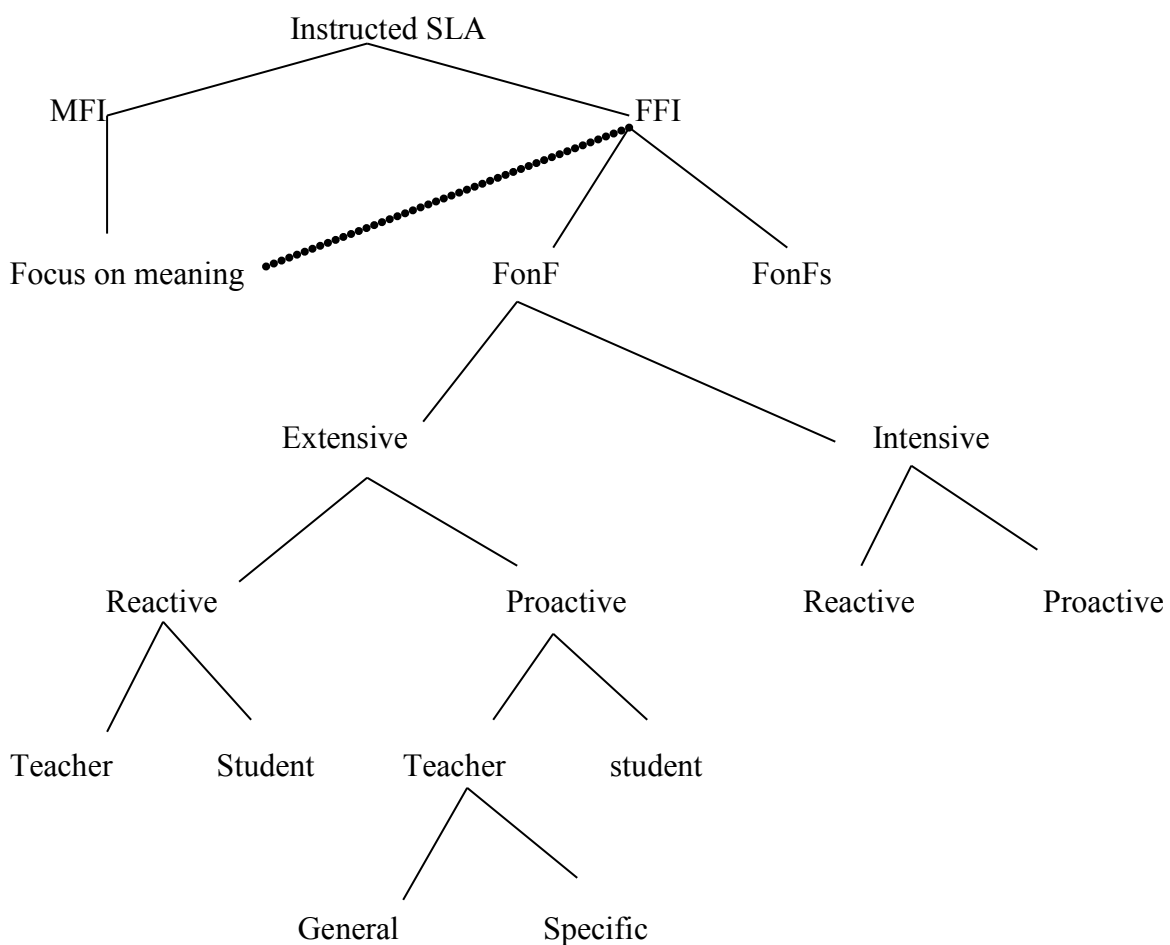 Instructed SLA
MFI FFI
Focus on meaning FonF FonFs
Extensive Intensive
Reactive Proactive Reactive Proactive
Teacher Student Teacher student
General Specific